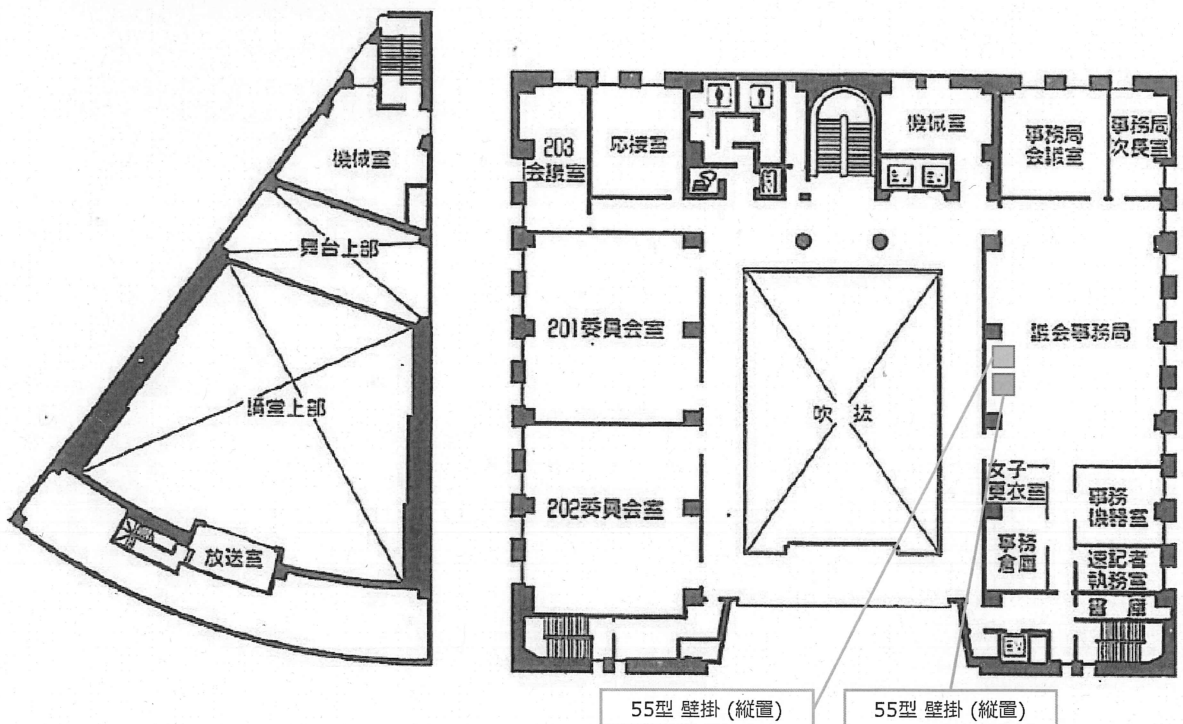 機械室
舞台上部
講堂上部
放送室
203
会議室
応接室
機械室
事務局
会議室
事務局
次長室
201委員会室
議会事務局
吹 抜
202委員会室
女子
更衣室
事務
機器室
事務
倉庫
速記者
執務室
書 庫
55型 壁掛 (縦置)
55型 壁掛 (縦置)